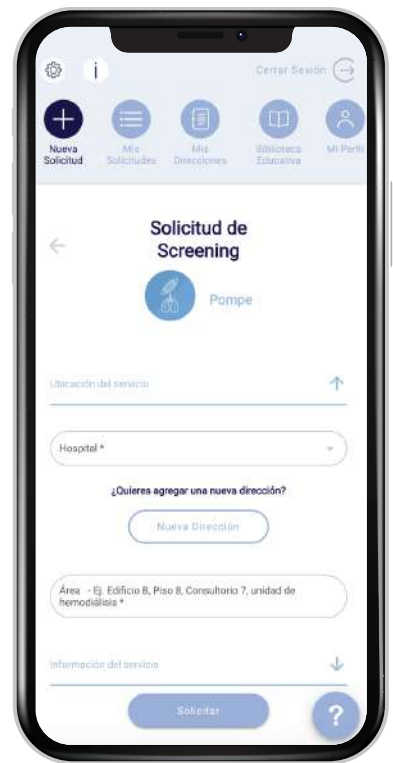 i
Cerrar Sesión
Nueva
Solicitud
Mis
Solicitudes
Mis
Direcciones
Biblioteca
Educativa
Mi Perfil
Solicitud de
Screening
Pompe
Ubicación del servicio
Hospital *
¿Quieres agregar una nueva dirección?
Nueva Dirección
Área - Ej. Edificio B, Piso 8, Consultorio 7, unidad de
hemodiálisis *
Información del servicio
Solicitar
?